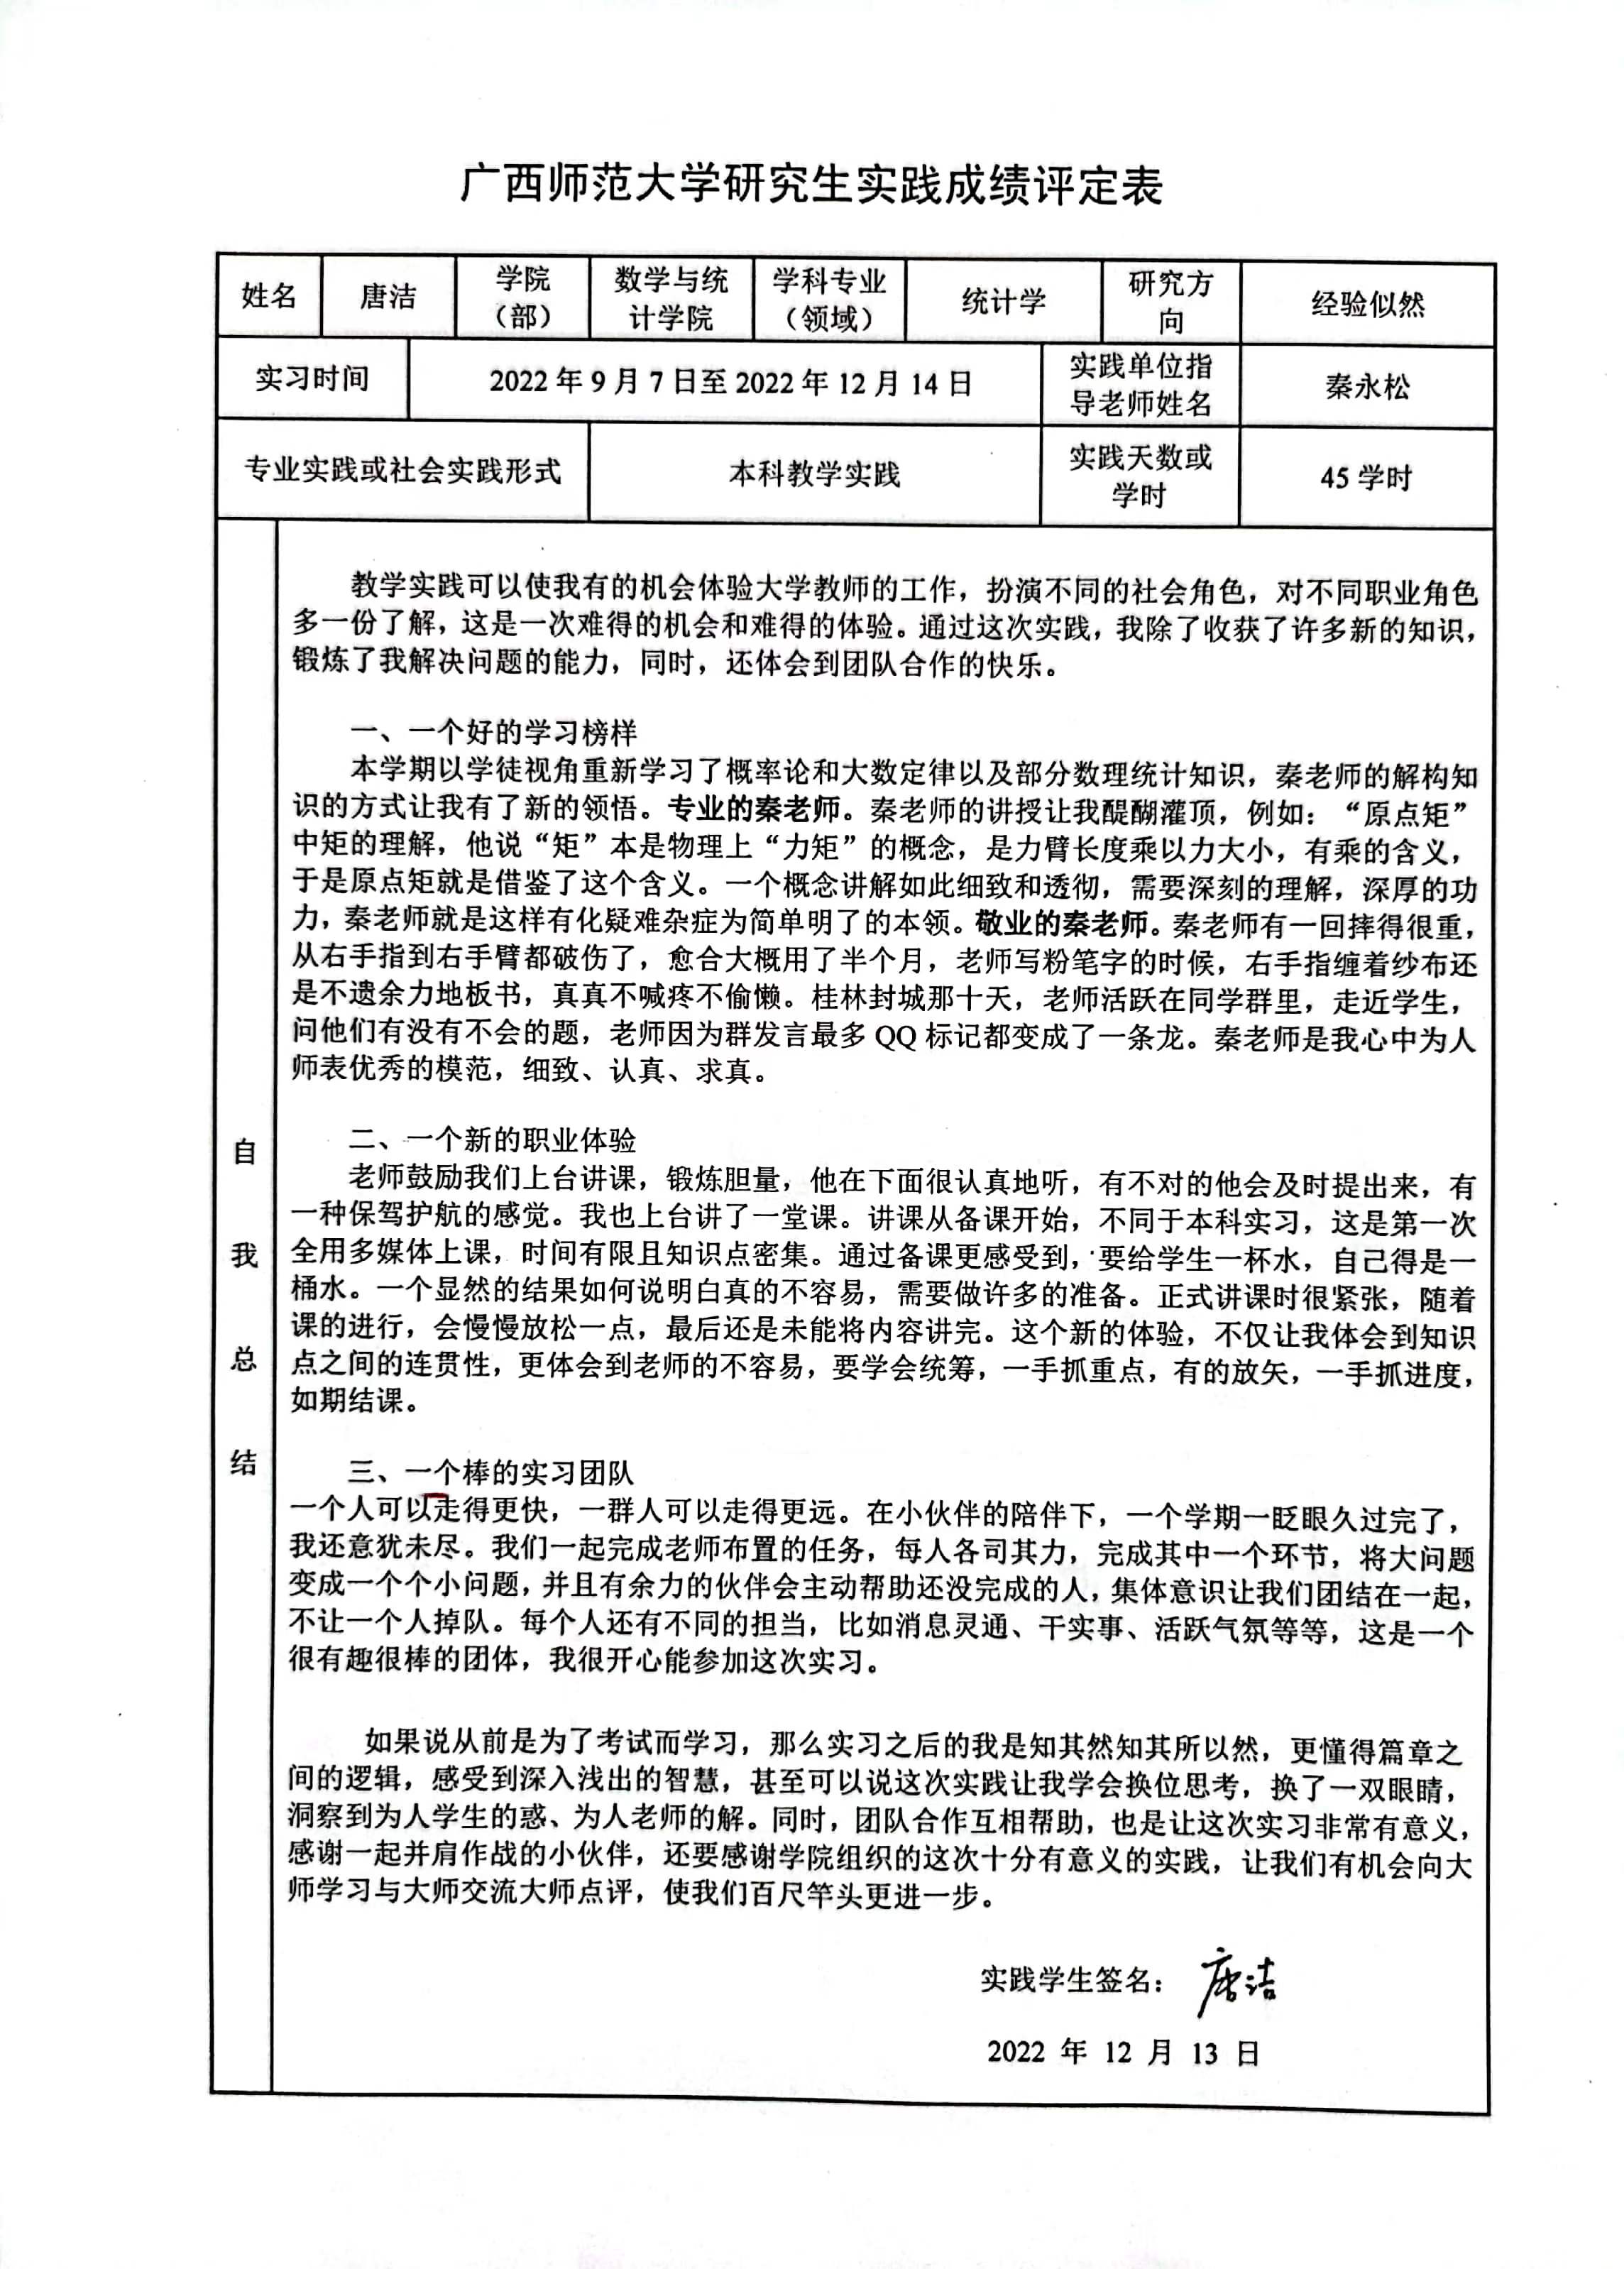 广西师范大学研究生实践成绩评定表
姓名 唐洁 学院（部） 数学与统计学院 学科专业（领域） 统计学 研究方向 经验似然
实习时间 2022 年 9 月 7 日至 2022 年 12 月 14 日 实践单位指导老师姓名 秦永松
专业实践或社会实践形式 本科教学实践 实践天数或学时 45 学时
自我总结
教学实践可以使我有的机会体验大学教师的工作，扮演不同的社会角色，对不同职业角色
多一份了解，这是一次难得的机会和难得的体验。通过这次实践，我除了收获了许多新的知识，
锻炼了我解决问题的能力，同时，还体会到团队合作的快乐。
一、一个好的学习榜样
本学期以学徒视角重新学习了概率论和大数定律以及部分数理统计知识，秦老师的解构知
识的方式让我有了新的领悟。专业的秦老师。秦老师的讲授让我醍醐灌顶，例如：“原点矩”
中矩的理解，他说“矩”本是物理上“力矩”的概念，是力臂长度乘以力大小，有乘的含义，
于是原点矩就是借鉴了这个含义。一个概念讲解如此细致和透彻，需要深刻的理解，深厚的功
力，秦老师就是这样有化疑难杂症为简单明了的本领。敬业的秦老师。秦老师有一回摔得很重，
从右手指到右手臂都破伤了，愈合大概用了半个月，老师写粉笔字的时候，右手指缠着纱布还
是不遗余力地板书，真真不喊疼不偷懒。桂林封城那十天，老师活跃在同学群里，走近学生，
问他们有没有不会的题，老师因为群发言最多 QQ 标记都变成了一条龙。秦老师是我心中为人
师表优秀的模范，细致、认真、求真。
二、一个新的职业体验
老师鼓励我们上台讲课，锻炼胆量，他在下面很认真地听，有不对的他会及时提出来，有
一种保驾护航的感觉。我也上台讲了一堂课。讲课从备课开始，不同于本科实习，这是第一次
全用多媒体上课，时间有限且知识点密集。通过备课更感受到，要给学生一杯水，自己得是一
桶水。一个显然的结果如何说明白真的不容易，需要做许多的准备。正式讲课时很紧张，随着
课的进行，会慢慢放松一点，最后还是未能将内容讲完。这个新的体验，不仅让我体会到知识
点之间的连贯性，更体会到老师的不容易，要学会统筹，一手抓重点，有的放矢，一手抓进度，
如期结课。
三、一个棒的实习团队
一个人可以走得更快，一群人可以走得更远。在小伙伴的陪伴下，一个学期一眨眼久过完了，
我还意犹未尽。我们一起完成老师布置的任务，每人各司其力，完成其中一个环节，将大问题
变成一个个小问题，并且有余力的伙伴会主动帮助还没完成的人，集体意识让我们团结在一起，
不让一个人掉队。每个人还有不同的担当，比如消息灵通、干实事、活跃气氛等等，这是一个
很有趣很棒的团体，我很开心能参加这次实习。
如果说从前是为了考试而学习，那么实习之后的我是知其然知其所以然，更懂得篇章之
间的逻辑，感受到深入浅出的智慧，甚至可以说这次实践让我学会换位思考，换了一双眼睛，
洞察到为人学生的惑、为人老师的解。同时，团队合作互相帮助，也是让这次实习非常有意义，
感谢一起并肩作战的小伙伴，还要感谢学院组织的这次十分有意义的实践，让我们有机会向大
师学习与大师交流大师点评，使我们百尺竿头更进一步。
实践学生签名：唐洁
2022 年 12 月 13 日